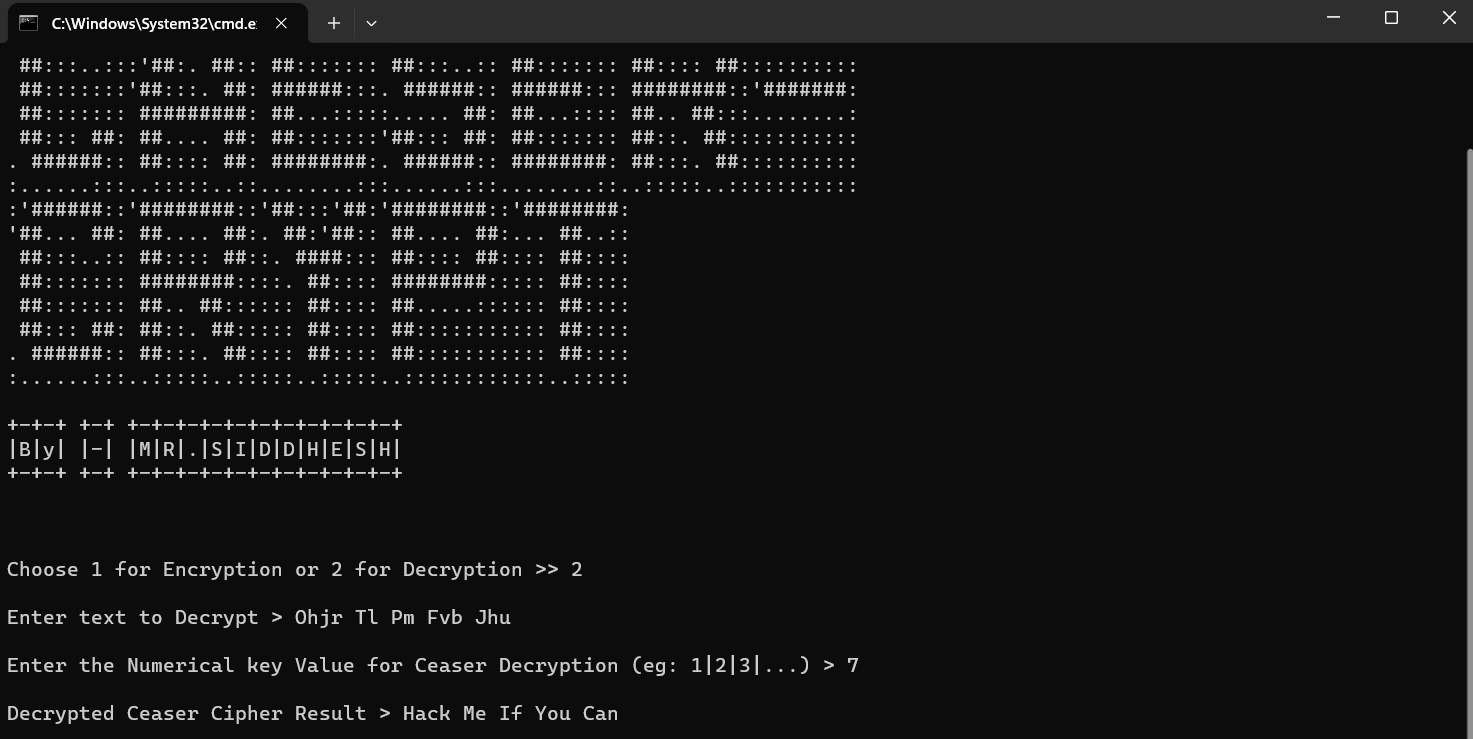 C:\Windows\System32\cmd.e
 ##:::..:::'##:. ##:: ##::::::: ##:::..:: ##::::::: ##:::: ##::::::::::
 ##:::::::'##:::. ##: ######:::. ######:: ######::: ########::'#######:
 ##::::::: #########: ##...:::::..... ##: ##...:::: ##.. ##:::........:
 ##::: ##: ##.... ##: ##:::::::'##::: ##: ##::::::: ##::. ##:::::::::::
. ######:: ##:::: ##: ########:. ######:: ########: ##:::. ##::::::::::
:......:::..:::::..::........:::......:::........::..:::::..:::::::::::
:'######::'########::'##:::'##:'########::'########:
'##... ##: ##.... ##:. ##:'##:: ##.... ##:... ##..::
 ##:::..:: ##:::: ##::. ####::: ##:::: ##:::: ##::::
 ##::::::: ########::::. ##:::: ########::::: ##::::
 ##::::::: ##.. ##:::::: ##:::: ##.....:::::: ##::::
 ##::: ##: ##::. ##::::: ##:::: ##::::::::::: ##::::
. ######:: ##:::. ##:::: ##:::: ##::::::::::: ##::::
:......:::..:::::..:::::..:::::..::::::::::::..:::::
+-+-+ +-+ +-+-+-+-+-+-+-+-+-+-+-+
|B|y| |-| |M|R|.|S|I|D|D|H|E|S|H|
+-+-+ +-+ +-+-+-+-+-+-+-+-+-+-+-+
Choose 1 for Encryption or 2 for Decryption >> 2
Enter text to Decrypt > Ohjr Tl Pm Fvb Jhu
Enter the Numerical key Value for Ceaser Decryption (eg: 1|2|3|...) > 7
Decrypted Ceaser Cipher Result > Hack Me If You Can